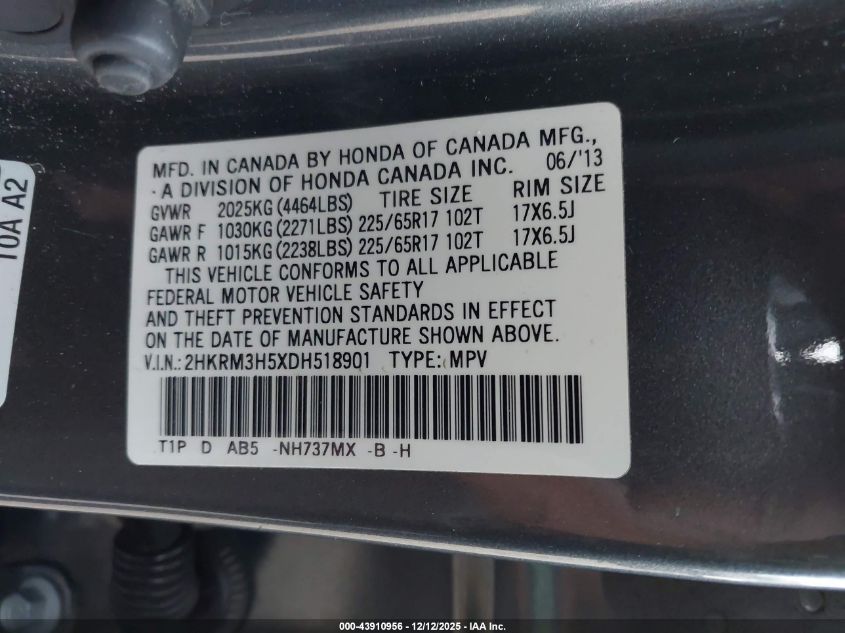 MFD. IN CANADA BY HONDA OF CANADA MFG.,
A DIVISION OF HONDA CANADA INC. 06/'13
GVWR 2025KG (4464LBS) TIRE SIZE RIM SIZE
GAWR F 1030KG (2271LBS) 225/65R17 102T 17X6.5J
GAWR R 1015KG (2238LBS) 225/65R17 102T 17X6.5J
THIS VEHICLE CONFORMS TO ALL APPLICABLE
FEDERAL MOTOR VEHICLE SAFETY
AND THEFT PREVENTION STANDARDS IN EFFECT
ON THE DATE OF MANUFACTURE SHOWN ABOVE.
V.I.N.: 2HKRM3H5XDH518901 TYPE: MPV
T1P D AB5 -NH737MX -B -H
10A A2
000-43910956 - 12/12/2025 - IAA Inc.